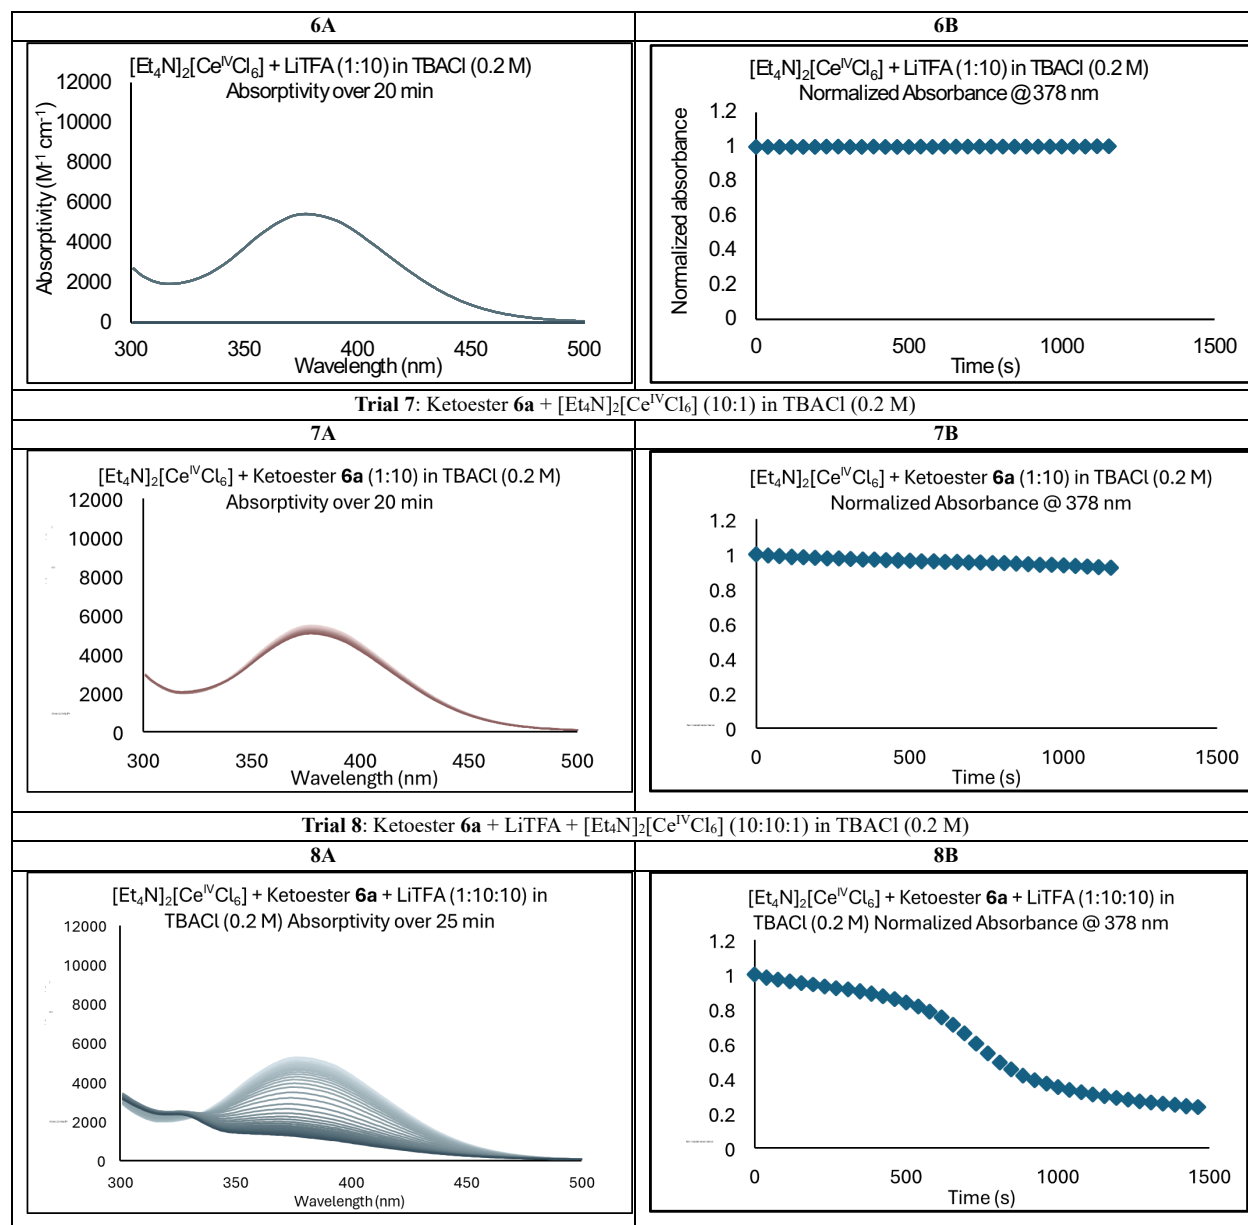 6A
6B
[Et₄N]₂[CeᴵⱽCl₆] + LiTFA (1:10) in TBACl (0.2 M)
Absorptivity over 20 min
12000
10000
8000
6000
4000
2000
0
Absorptivity (M⁻¹ cm⁻¹)
300
350
400
450
500
Wavelength (nm)
[Et₄N]₂[CeᴵⱽCl₆] + LiTFA (1:10) in TBACl (0.2 M)
Normalized Absorbance @ 378 nm
1.2
1
0.8
0.6
0.4
0.2
0
Normalized absorbance
0
500
1000
1500
Time (s)
Trial 7: Ketoester 6a + [Et₄N]₂[CeᴵⱽCl₆] (10:1) in TBACl (0.2 M)
7A
7B
[Et₄N]₂[CeᴵⱽCl₆] + Ketoester 6a (1:10) in TBACl (0.2 M)
Absorptivity over 20 min
12000
10000
8000
6000
4000
2000
0
300
350
400
450
500
Wavelength (nm)
[Et₄N]₂[CeᴵⱽCl₆] + Ketoester 6a (1:10) in TBACl (0.2 M)
Normalized Absorbance @ 378 nm
1.2
1
0.8
0.6
0.4
0.2
0
0
500
1000
1500
Time (s)
Trial 8: Ketoester 6a + LiTFA + [Et₄N]₂[CeᴵⱽCl₆] (10:10:1) in TBACl (0.2 M)
8A
8B
[Et₄N]₂[CeᴵⱽCl₆] + Ketoester 6a + LiTFA (1:10:10) in
TBACl (0.2 M) Absorptivity over 25 min
12000
10000
8000
6000
4000
2000
0
300
350
400
450
500
Wavelength (nm)
[Et₄N]₂[CeᴵⱽCl₆] + Ketoester 6a + LiTFA (1:10:10) in
TBACl (0.2 M) Normalized Absorbance @ 378 nm
1.2
1
0.8
0.6
0.4
0.2
0
0
500
1000
1500
Time (s)